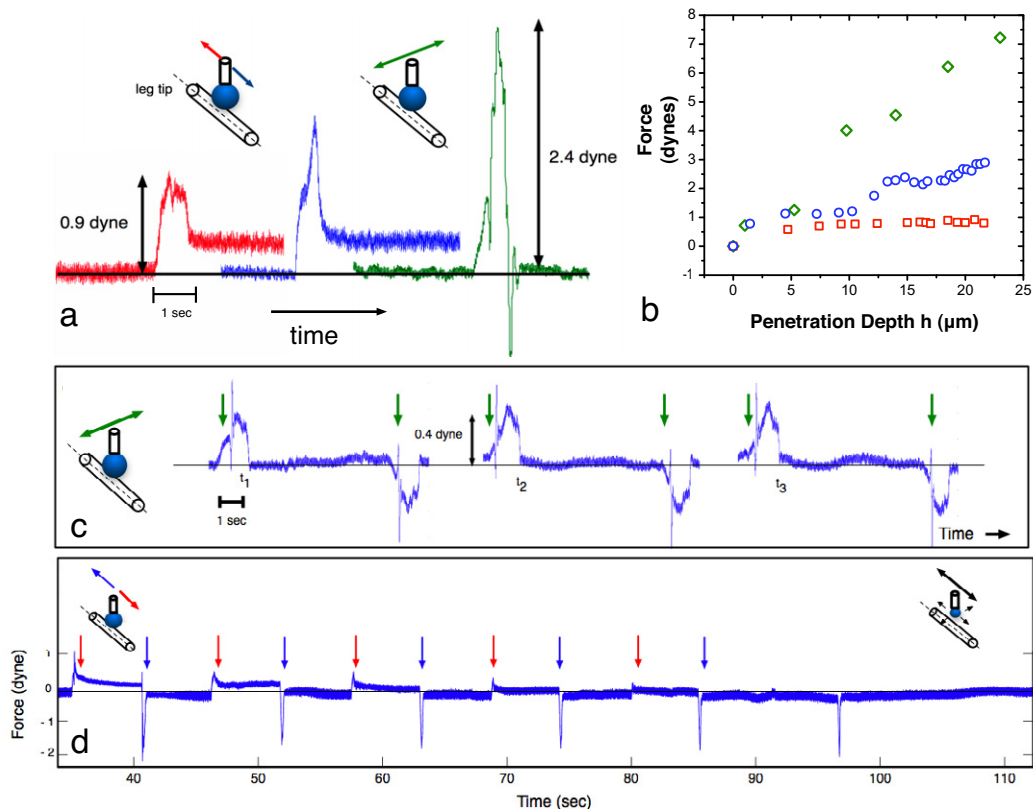 leg tip
0.9 dyne
2.4 dyne
1 sec
time
a
8
7
6
5
4
3
2
1
0
-1
Force
(dynes)
0
5
10
15
20
25
Penetration Depth h (µm)
b
0.4 dyne
t1
t2
t3
1 sec
Time
c
Force (dyne)
0
-1
-2
d
40
50
60
70
80
90
100
110
Time (sec)